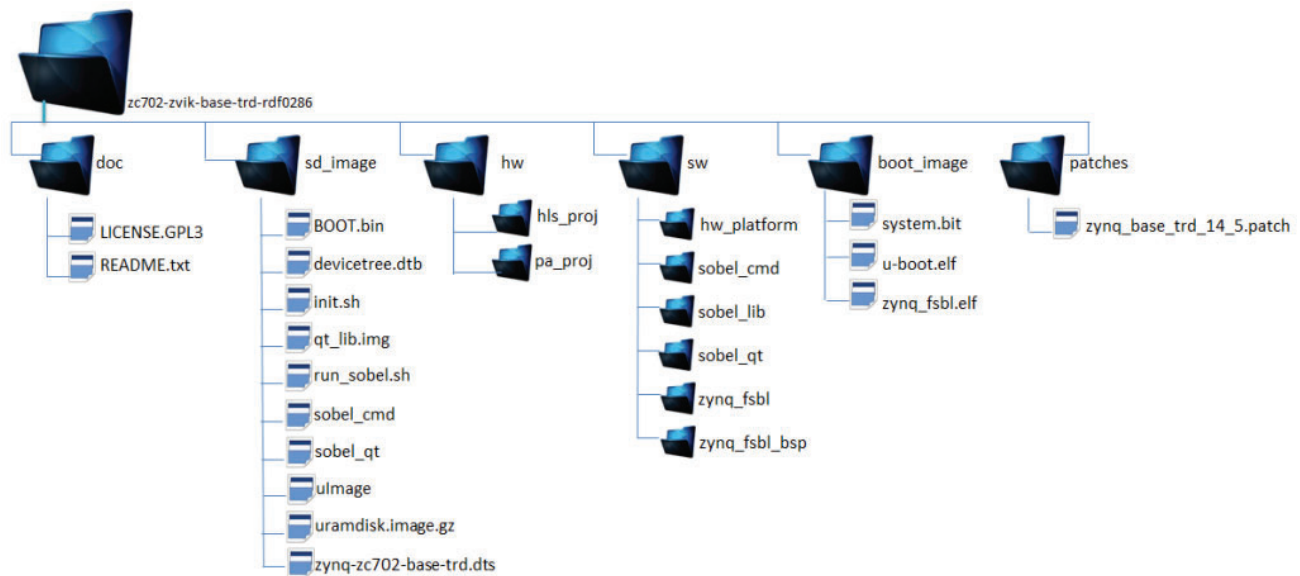 zc702-zvik-base-trd-rdf0286
doc
LICENSE.GPL3
README.txt
sd_image
BOOT.bin
devicetree.dtb
init.sh
qt_lib.img
run_sobel.sh
sobel_cmd
sobel_qt
uImage
uramdisk.image.gz
zynq-zc702-base-trd.dts
hw
hls_proj
pa_proj
sw
hw_platform
sobel_cmd
sobel_lib
sobel_qt
zynq_fsbl
zynq_fsbl_bsp
boot_image
system.bit
u-boot.elf
zynq_fsbl.elf
patches
zynq_base_trd_14_5.patch